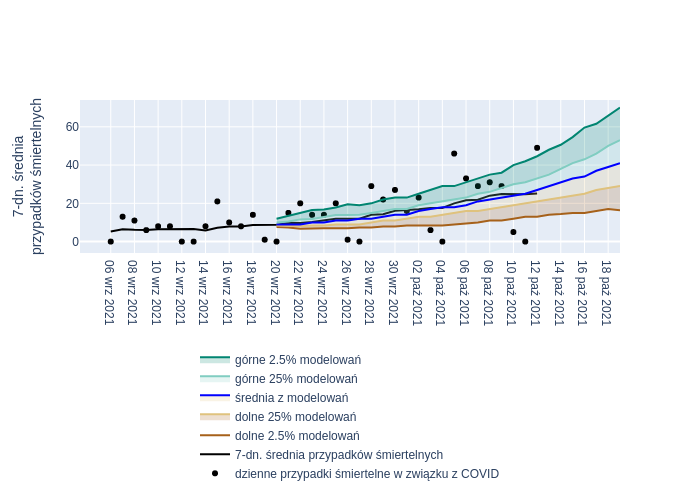 7-dn. średnia
przypadków śmiertelnych
60
40
20
0
06 wrz 2021
08 wrz 2021
10 wrz 2021
12 wrz 2021
14 wrz 2021
16 wrz 2021
18 wrz 2021
20 wrz 2021
22 wrz 2021
24 wrz 2021
26 wrz 2021
28 wrz 2021
30 wrz 2021
02 paź 2021
04 paź 2021
06 paź 2021
08 paź 2021
10 paź 2021
12 paź 2021
14 paź 2021
16 paź 2021
18 paź 2021
górne 2.5% modelowań
górne 25% modelowań
średnia z modelowań
dolne 25% modelowań
dolne 2.5% modelowań
7-dn. średnia przypadków śmiertelnych
dzienne przypadki śmiertelne w związku z COVID